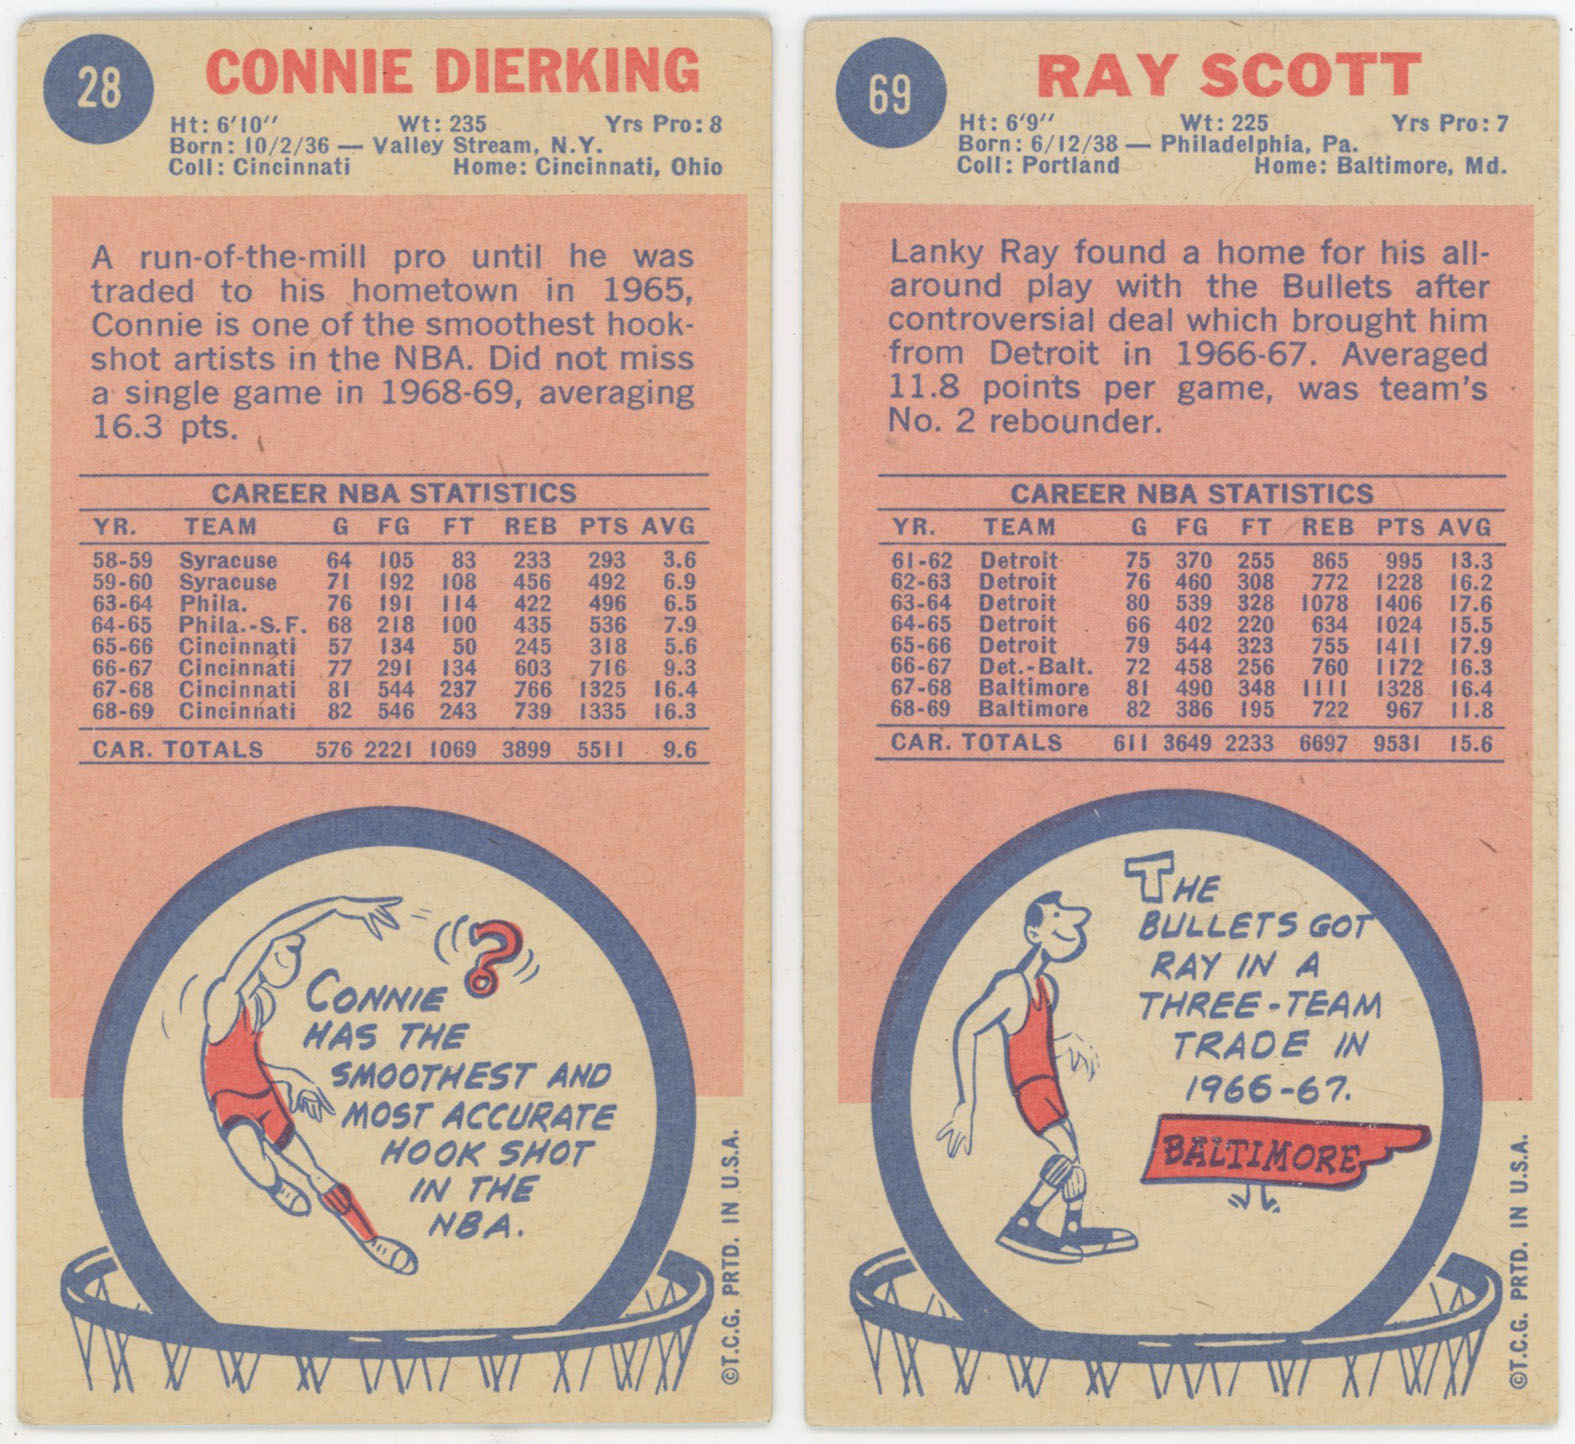 28
CONNIE DIERKING
Ht: 6'10" Wt: 235 Yrs Pro: 8
Born: 10/2/36 — Valley Stream, N.Y.
Coll: Cincinnati Home: Cincinnati, Ohio
A run-of-the-mill pro until he was
traded to his hometown in 1965,
Connie is one of the smoothest hook-
shot artists in the NBA. Did not miss
a single game in 1968-69, averaging
16.3 pts.
CAREER NBA STATISTICS
YR. TEAM G FG FT REB PTS AVG
58-59 Syracuse 64 105 83 233 293 3.6
59-60 Syracuse 71 192 108 456 492 6.9
63-64 Phila. 76 191 114 422 496 6.5
64-65 Phila.-S.F. 68 218 100 435 536 7.9
65-66 Cincinnati 57 134 50 245 318 5.6
66-67 Cincinnati 77 291 134 603 716 9.3
67-68 Cincinnati 81 544 237 766 1325 16.4
68-69 Cincinnati 82 546 243 739 1335 16.3
CAR. TOTALS 576 2221 1069 3899 5511 9.6
?
CONNIE
HAS THE
SMOOTHEST AND
MOST ACCURATE
HOOK SHOT
IN THE
NBA.
©T.C.G. PRTD. IN U.S.A.
69
RAY SCOTT
Ht: 6'9" Wt: 225 Yrs Pro: 7
Born: 6/12/38 — Philadelphia, Pa.
Coll: Portland Home: Baltimore, Md.
Lanky Ray found a home for his all-
around play with the Bullets after
controversial deal which brought him
from Detroit in 1966-67. Averaged
11.8 points per game, was team's
No. 2 rebounder.
CAREER NBA STATISTICS
YR. TEAM G FG FT REB PTS AVG
61-62 Detroit 75 370 255 865 995 13.3
62-63 Detroit 76 460 308 772 1228 16.2
63-64 Detroit 80 539 328 1078 1406 17.6
64-65 Detroit 66 402 220 634 1024 15.5
65-66 Detroit 79 544 323 755 1411 17.9
66-67 Det.-Balt. 72 458 256 760 1172 16.3
67-68 Baltimore 81 490 348 1111 1328 16.4
68-69 Baltimore 82 386 195 722 967 11.8
CAR. TOTALS 611 3649 2233 6697 9531 15.6
THE
BULLETS GOT
RAY IN A
THREE-TEAM
TRADE IN
1966-67.
BALTIMORE
©T.C.G. PRTD. IN U.S.A.